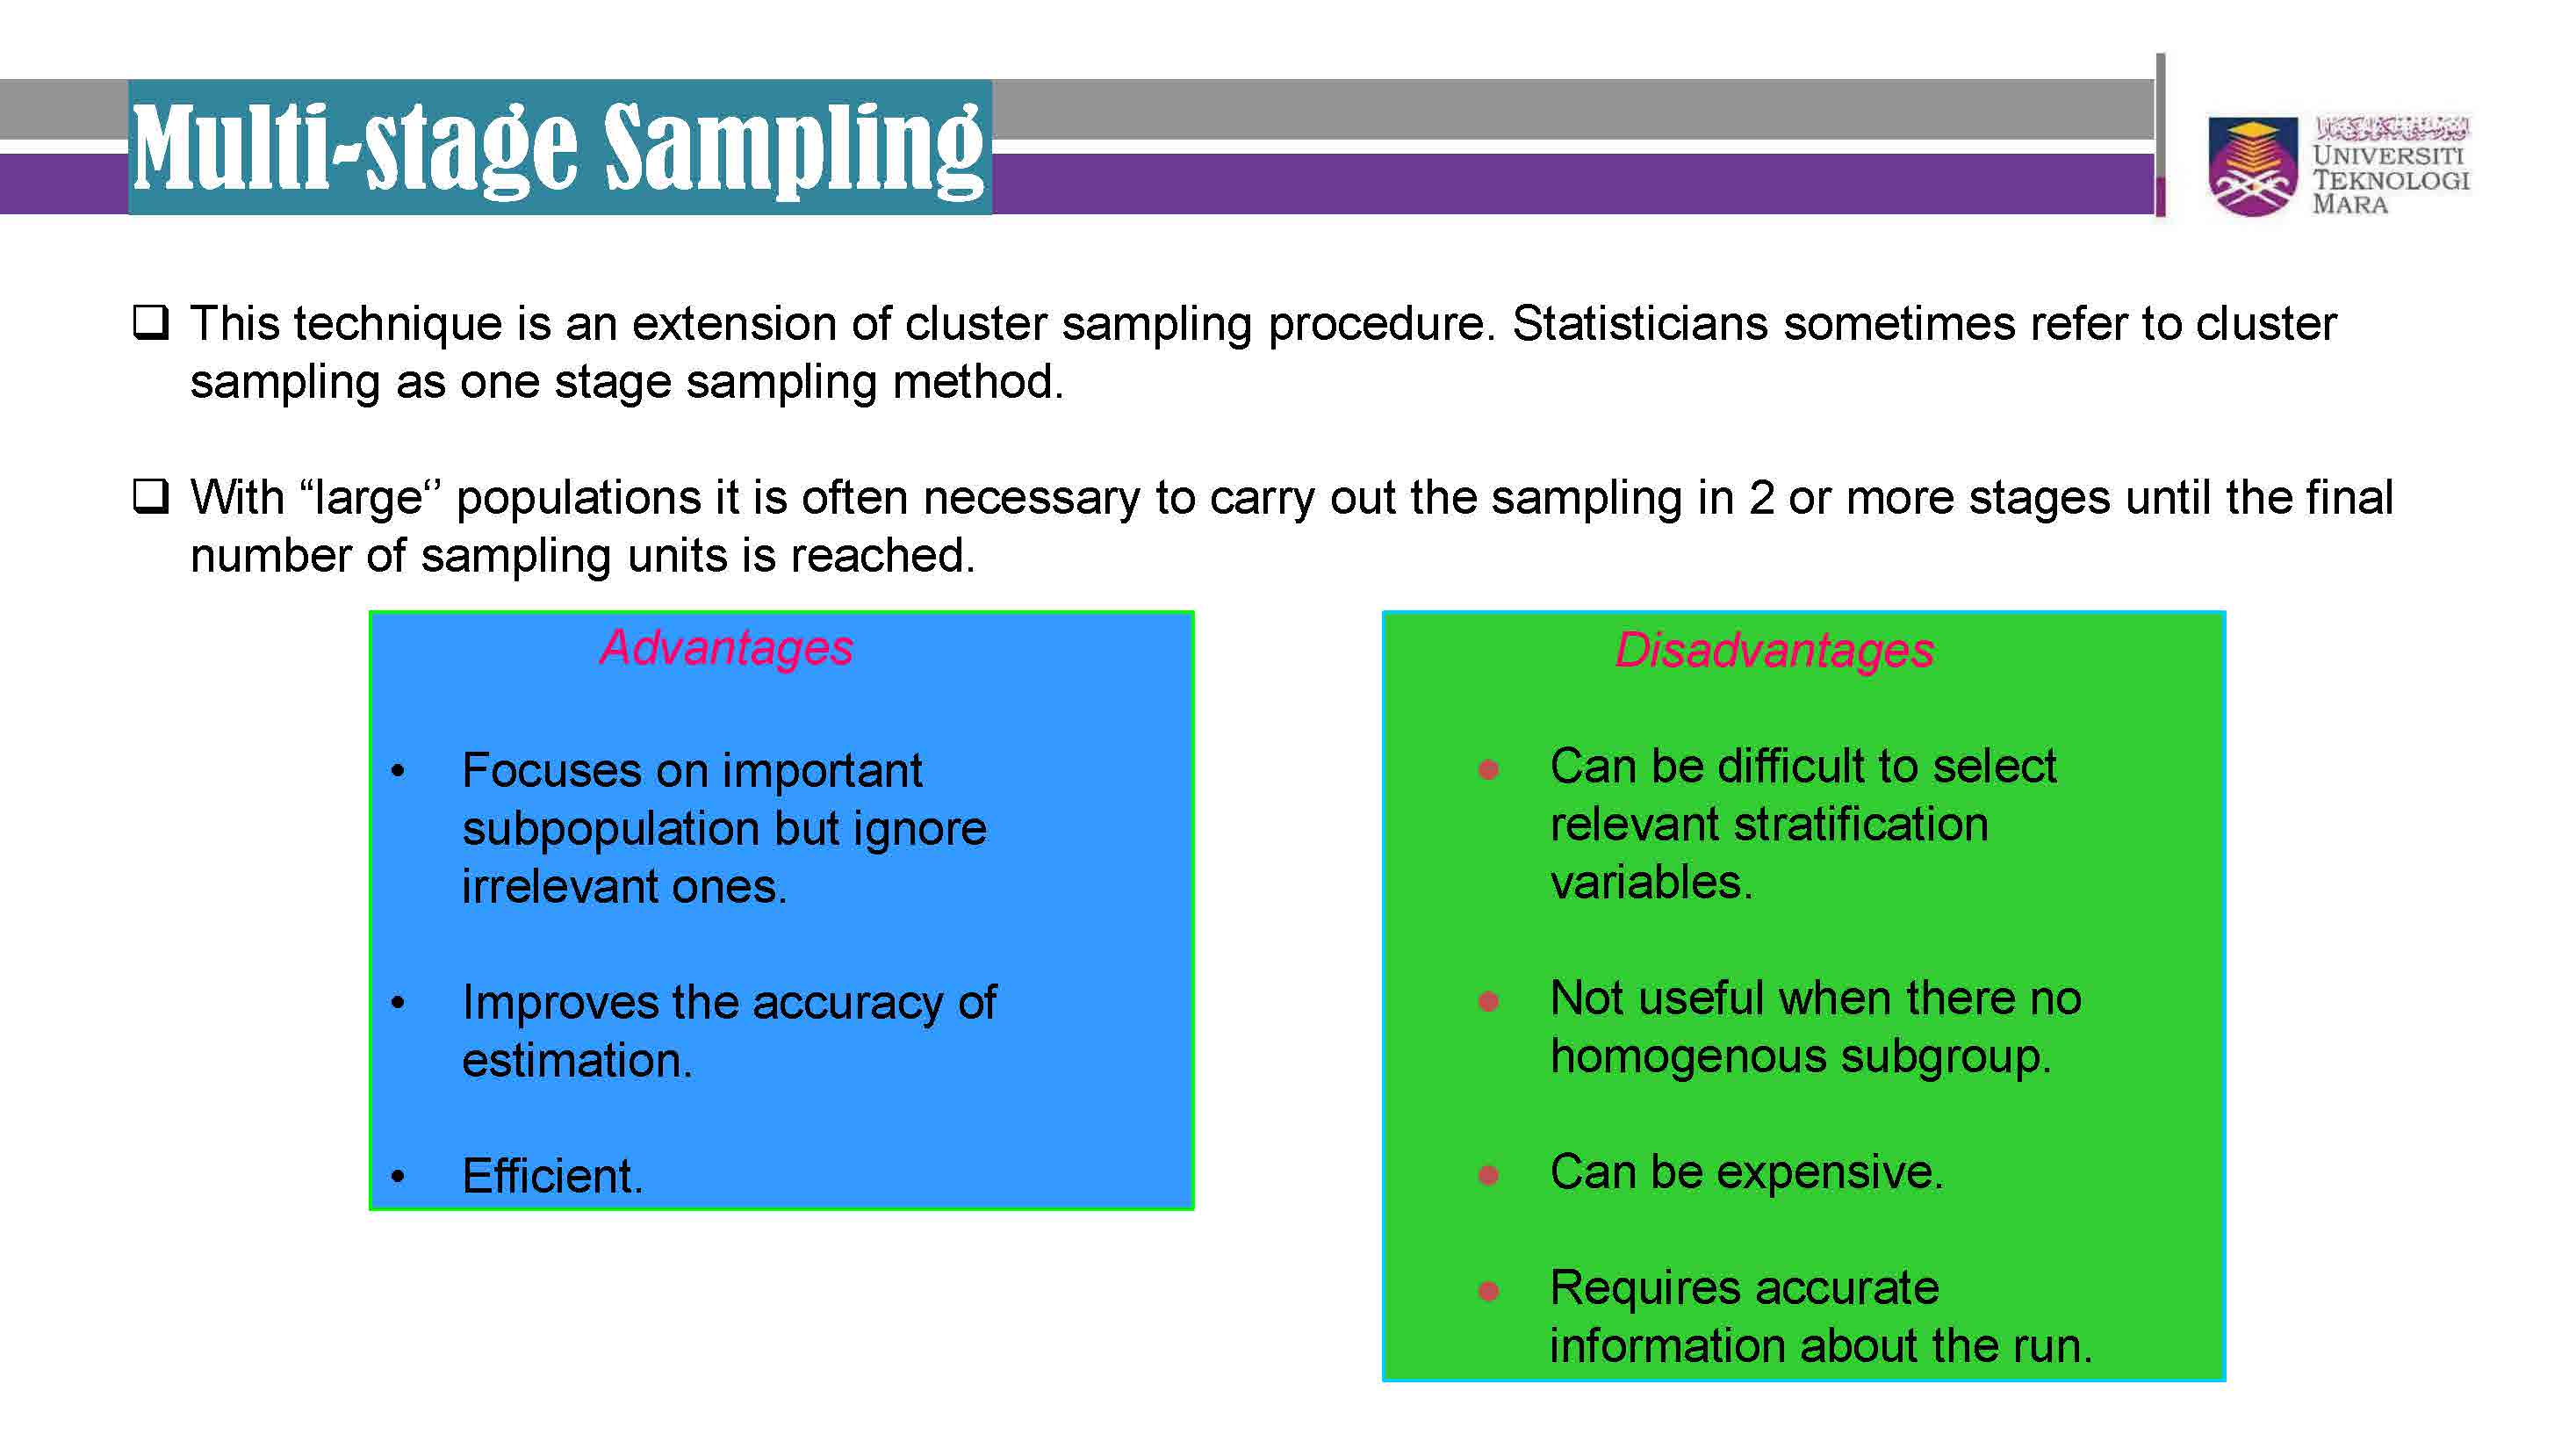 Multi-stage Sampling
UNIVERSITI
TEKNOLOGI
MARA
❑ This technique is an extension of cluster sampling procedure. Statisticians sometimes refer to cluster
sampling as one stage sampling method.
❑ With “large‘’ populations it is often necessary to carry out the sampling in 2 or more stages until the final
number of sampling units is reached.
Advantages
• Focuses on important
subpopulation but ignore
irrelevant ones.
• Improves the accuracy of
estimation.
• Efficient.
Disadvantages
● Can be difficult to select
relevant stratification
variables.
● Not useful when there no
homogenous subgroup.
● Can be expensive.
● Requires accurate
information about the run.